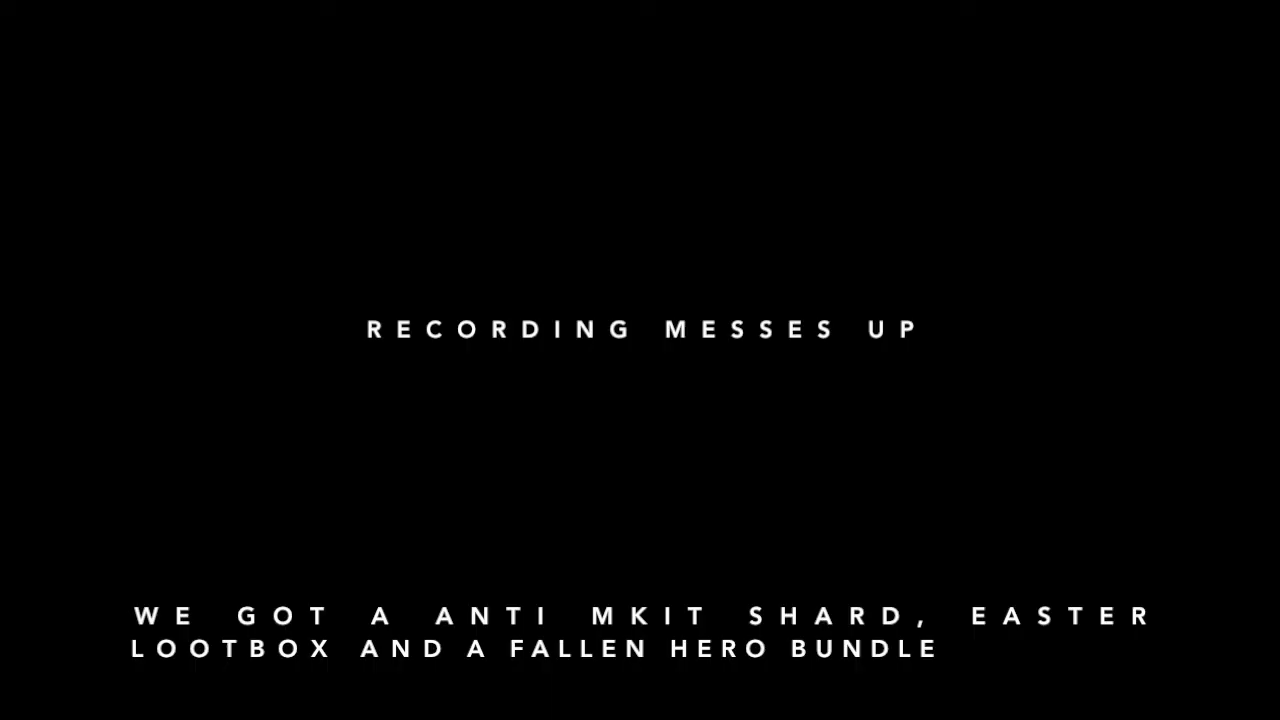 RECORDING MESSES UP
WE GOT A ANTI MKIT SHARD, EASTER
LOOTBOX AND A FALLEN HERO BUNDLE